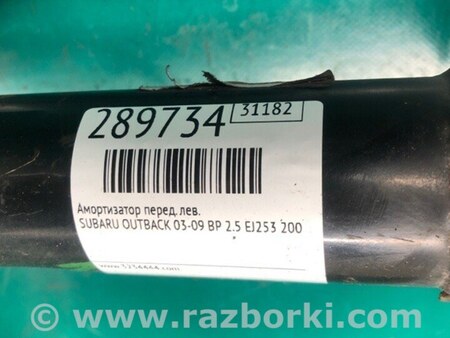 289734 31182
Амортизатор перед. лев.
SUBARU OUTBACK 03-09 BP 2.5 EJ253 200
© www.razborki.com